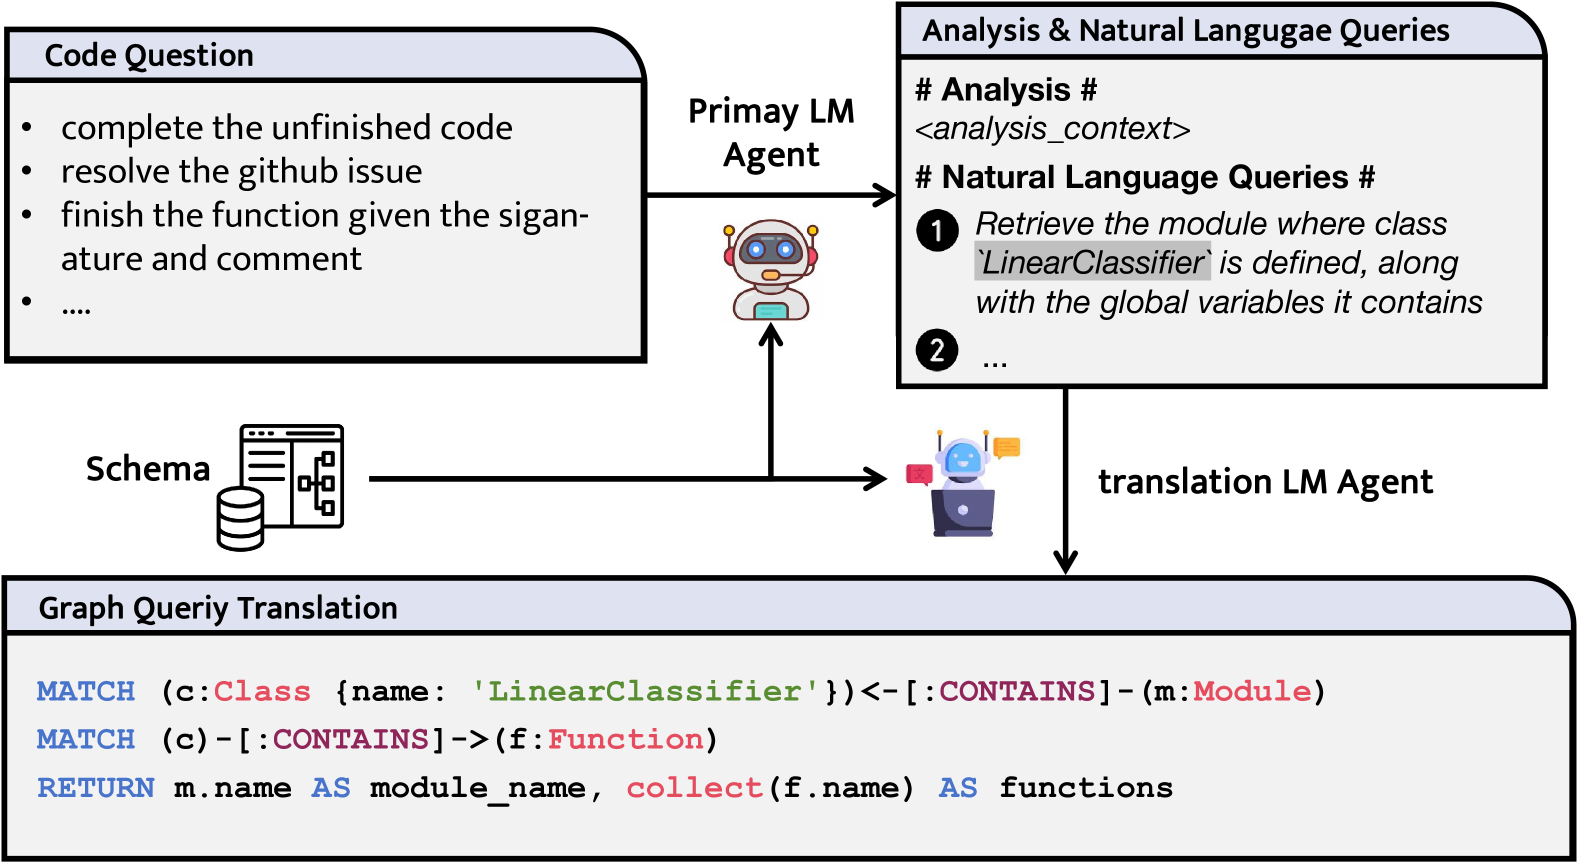 Code Question
• complete the unfinished code
• resolve the github issue
• finish the function given the sigan-
ature and comment
• ....
Primay LM
Agent
Analysis & Natural Langugae Queries
# Analysis #
<analysis_context>
# Natural Language Queries #
1 Retrieve the module where class
`LinearClassifier` is defined, along
with the global variables it contains
2 ...
Schema
translation LM Agent
Graph Queriy Translation
MATCH (c:Class {name: 'LinearClassifier'})<-[:CONTAINS]-(m:Module)
MATCH (c)-[:CONTAINS]->(f:Function)
RETURN m.name AS module_name, collect(f.name) AS functions